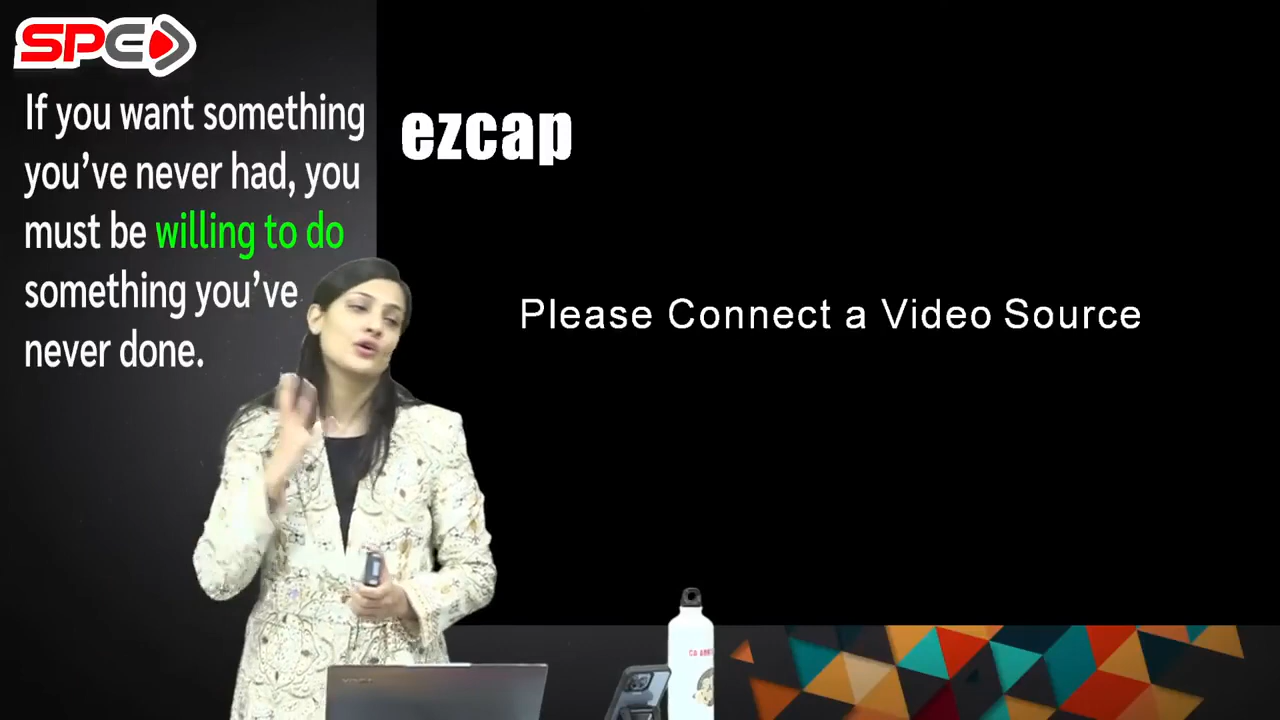 SPC
If you want something
you’ve never had, you
must be willing to do
something you’ve
never done.
ezcap
Please Connect a Video Source